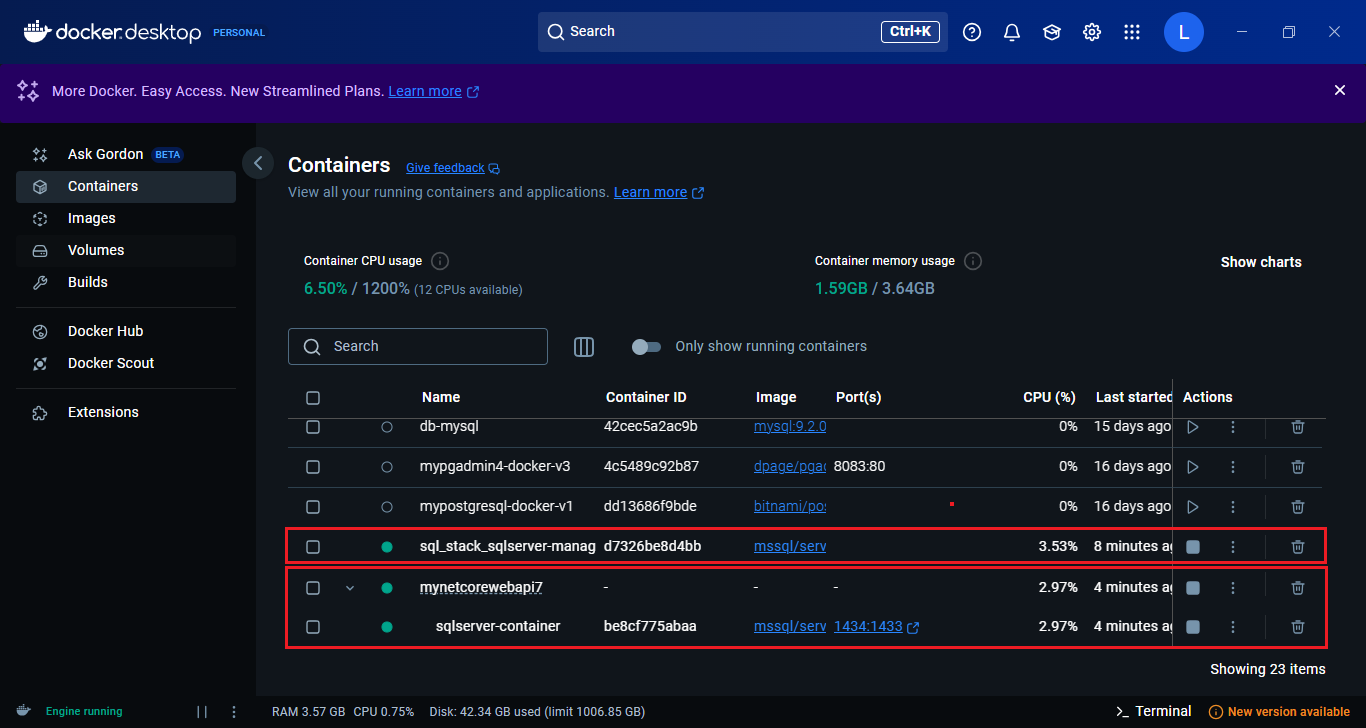 docker.desktop PERSONAL Search Ctrl+K L
More Docker. Easy Access. New Streamlined Plans. Learn more
Ask Gordon BETA
Containers
Images
Volumes
Builds
Docker Hub
Docker Scout
Extensions
Containers Give feedback
View all your running containers and applications. Learn more
Container CPU usage
6.50% / 1200% (12 CPUs available)
Container memory usage
1.59GB / 3.64GB
Show charts
Search
Only show running containers
Name Container ID Image Port(s) CPU (%) Last started Actions
db-mysql 42cec5a2ac9b mysql:9.2.0 0% 15 days ago
mypgadmin4-docker-v3 4c5489c92b87 dpage/pgad 8083:80 0% 16 days ago
mypostgresql-docker-v1 dd13686f9bde bitnami/pos 0% 16 days ago
sql_stack_sqlserver-manag d7326be8d4bb mssql/serv 3.53% 8 minutes ag
mynetcorewebapi7 - - - 2.97% 4 minutes ag
sqlserver-container be8cf775abaa mssql/serv 1434:1433 2.97% 4 minutes ag
Showing 23 items
Engine running RAM 3.57 GB CPU 0.75% Disk: 42.34 GB used (limit 1006.85 GB) Terminal New version available